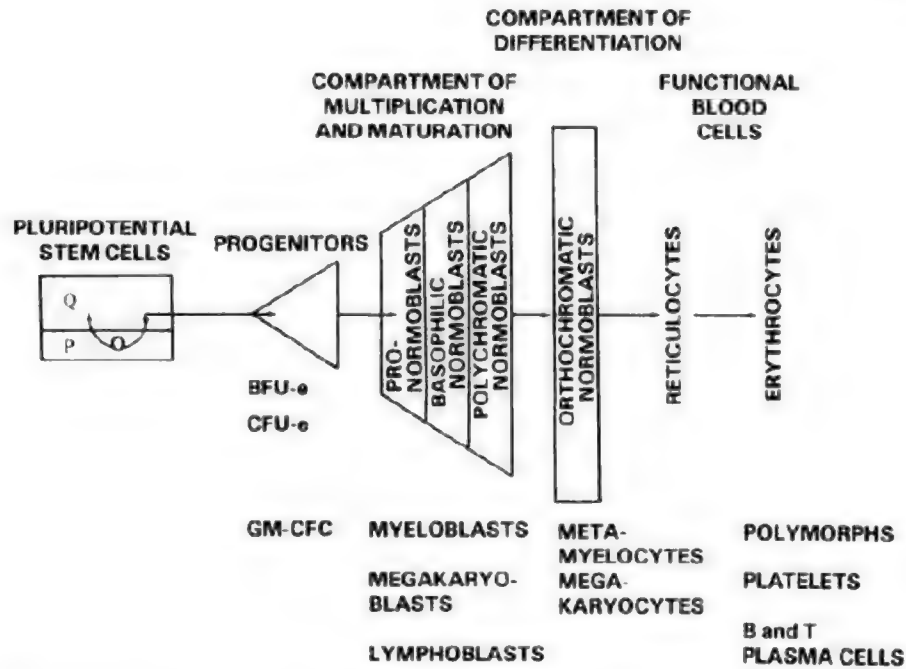 COMPARTMENT OF
DIFFERENTIATION
COMPARTMENT OF
MULTIPLICATION
AND MATURATION
FUNCTIONAL
BLOOD
CELLS
PLURIPOTENTIAL
STEM CELLS
PROGENITORS
Q
P
O
PRO-
NORMOBLASTS
BASOPHILIC
NORMOBLASTS
POLYCHROMATIC
NORMOBLASTS
ORTHOCHROMATIC
NORMOBLASTS
RETICULOCYTES
ERYTHROCYTES
BFU-e
CFU-e
GM-CFC
MYELOBLASTS
META-
MYELOCYTES
POLYMORPHS
MEGAKARYO-
BLASTS
MEGA-
KARYOCYTES
PLATELETS
LYMPHOBLASTS
B and T
PLASMA CELLS